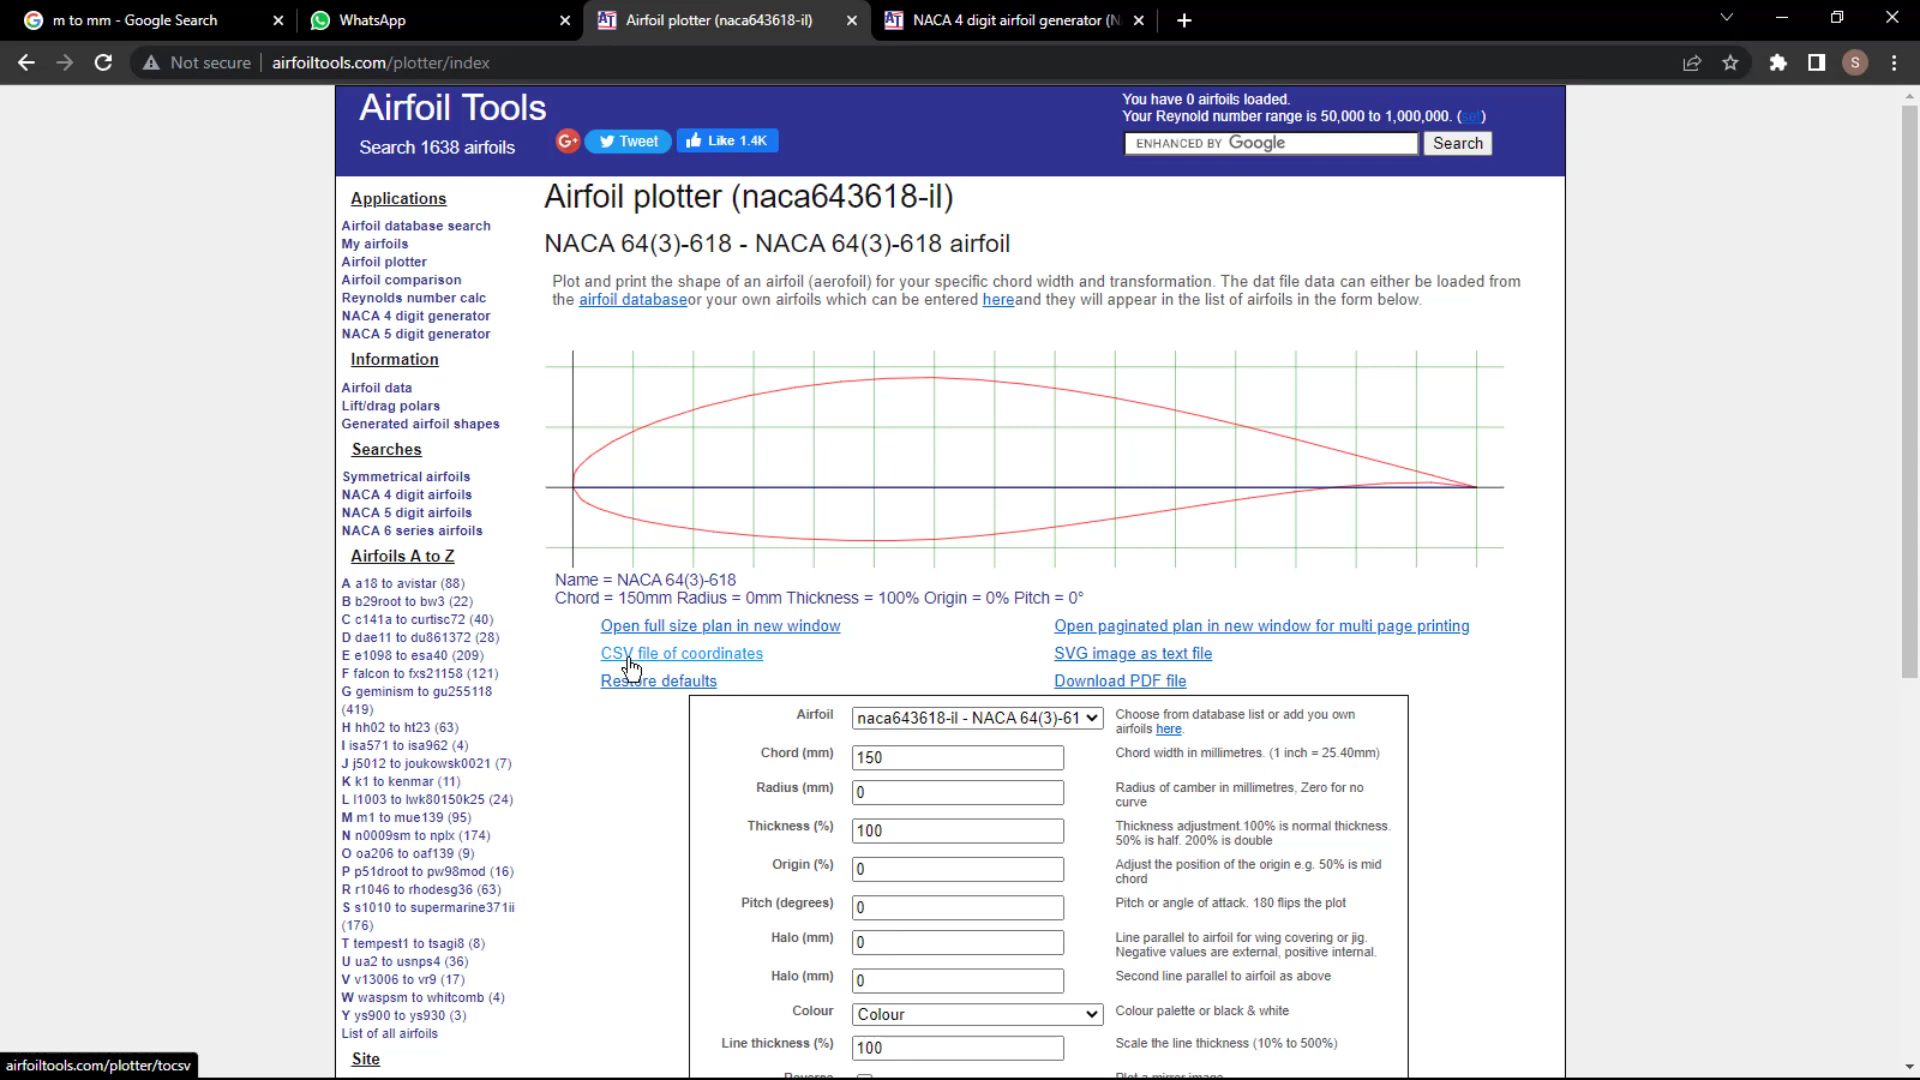 m to mm - Google Search
WhatsApp
Airfoil plotter (naca643618-il)
NACA 4 digit airfoil generator (N
Not secure
airfoiltools.com/plotter/index
S
Airfoil Tools
Search 1638 airfoils
G+
Tweet
Like 1.4K
You have 0 airfoils loaded.
Your Reynold number range is 50,000 to 1,000,000. (set)
ENHANCED BY Google
Search
Applications
Airfoil database search
My airfoils
Airfoil plotter
Airfoil comparison
Reynolds number calc
NACA 4 digit generator
NACA 5 digit generator
Information
Airfoil data
Lift/drag polars
Generated airfoil shapes
Searches
Symmetrical airfoils
NACA 4 digit airfoils
NACA 5 digit airfoils
NACA 6 series airfoils
Airfoils A to Z
A a18 to avistar (88)
B b29root to bw3 (22)
C c141a to curtisc72 (40)
D dae11 to du861372 (28)
E e1098 to esa40 (209)
F falcon to fxs21158 (121)
G geminism to gu255118
(419)
H hh02 to ht23 (63)
I isa571 to isa962 (4)
J j5012 to joukowsk0021 (7)
K k1 to kenmar (11)
L l1003 to lwk80150k25 (24)
M m1 to mue139 (95)
N n0009sm to nplx (174)
O oa206 to oaf139 (9)
P p51droot to pw98mod (16)
R r1046 to rhodesg36 (63)
S s1010 to supermarine371ii
(176)
T tempest1 to tsagi8 (8)
U ua2 to usnps4 (36)
V v13006 to vr9 (17)
W waspsm to whitcomb (4)
Y ys900 to ys930 (3)
List of all airfoils
Site
airfoiltools.com/plotter/tocsv
Airfoil plotter (naca643618-il)
NACA 64(3)-618 - NACA 64(3)-618 airfoil
Plot and print the shape of an airfoil (aerofoil) for your specific chord width and transformation. The dat file data can either be loaded from
the airfoil databaseor your own airfoils which can be entered hereand they will appear in the list of airfoils in the form below.
Name = NACA 64(3)-618
Chord = 150mm Radius = 0mm Thickness = 100% Origin = 0% Pitch = 0°
Open full size plan in new window
Open paginated plan in new window for multi page printing
CSV file of coordinates
SVG image as text file
Restore defaults
Download PDF file
Airfoil
naca643618-il - NACA 64(3)-61
Choose from database list or add you own
airfoils here.
Chord (mm)
150
Chord width in millimetres. (1 inch = 25.40mm)
Radius (mm)
0
Radius of camber in millimetres, Zero for no
curve
Thickness (%)
100
Thickness adjustment.100% is normal thickness.
50% is half. 200% is double
Origin (%)
0
Adjust the position of the origin e.g. 50% is mid
chord
Pitch (degrees)
0
Pitch or angle of attack. 180 flips the plot
Halo (mm)
0
Line parallel to airfoil for wing covering or jig.
Negative values are external, positive internal.
Halo (mm)
0
Second line parallel to airfoil as above
Colour
Colour
Colour palette or black & white
Line thickness (%)
100
Scale the line thickness (10% to 500%)
Reverse
Plot a mirror image